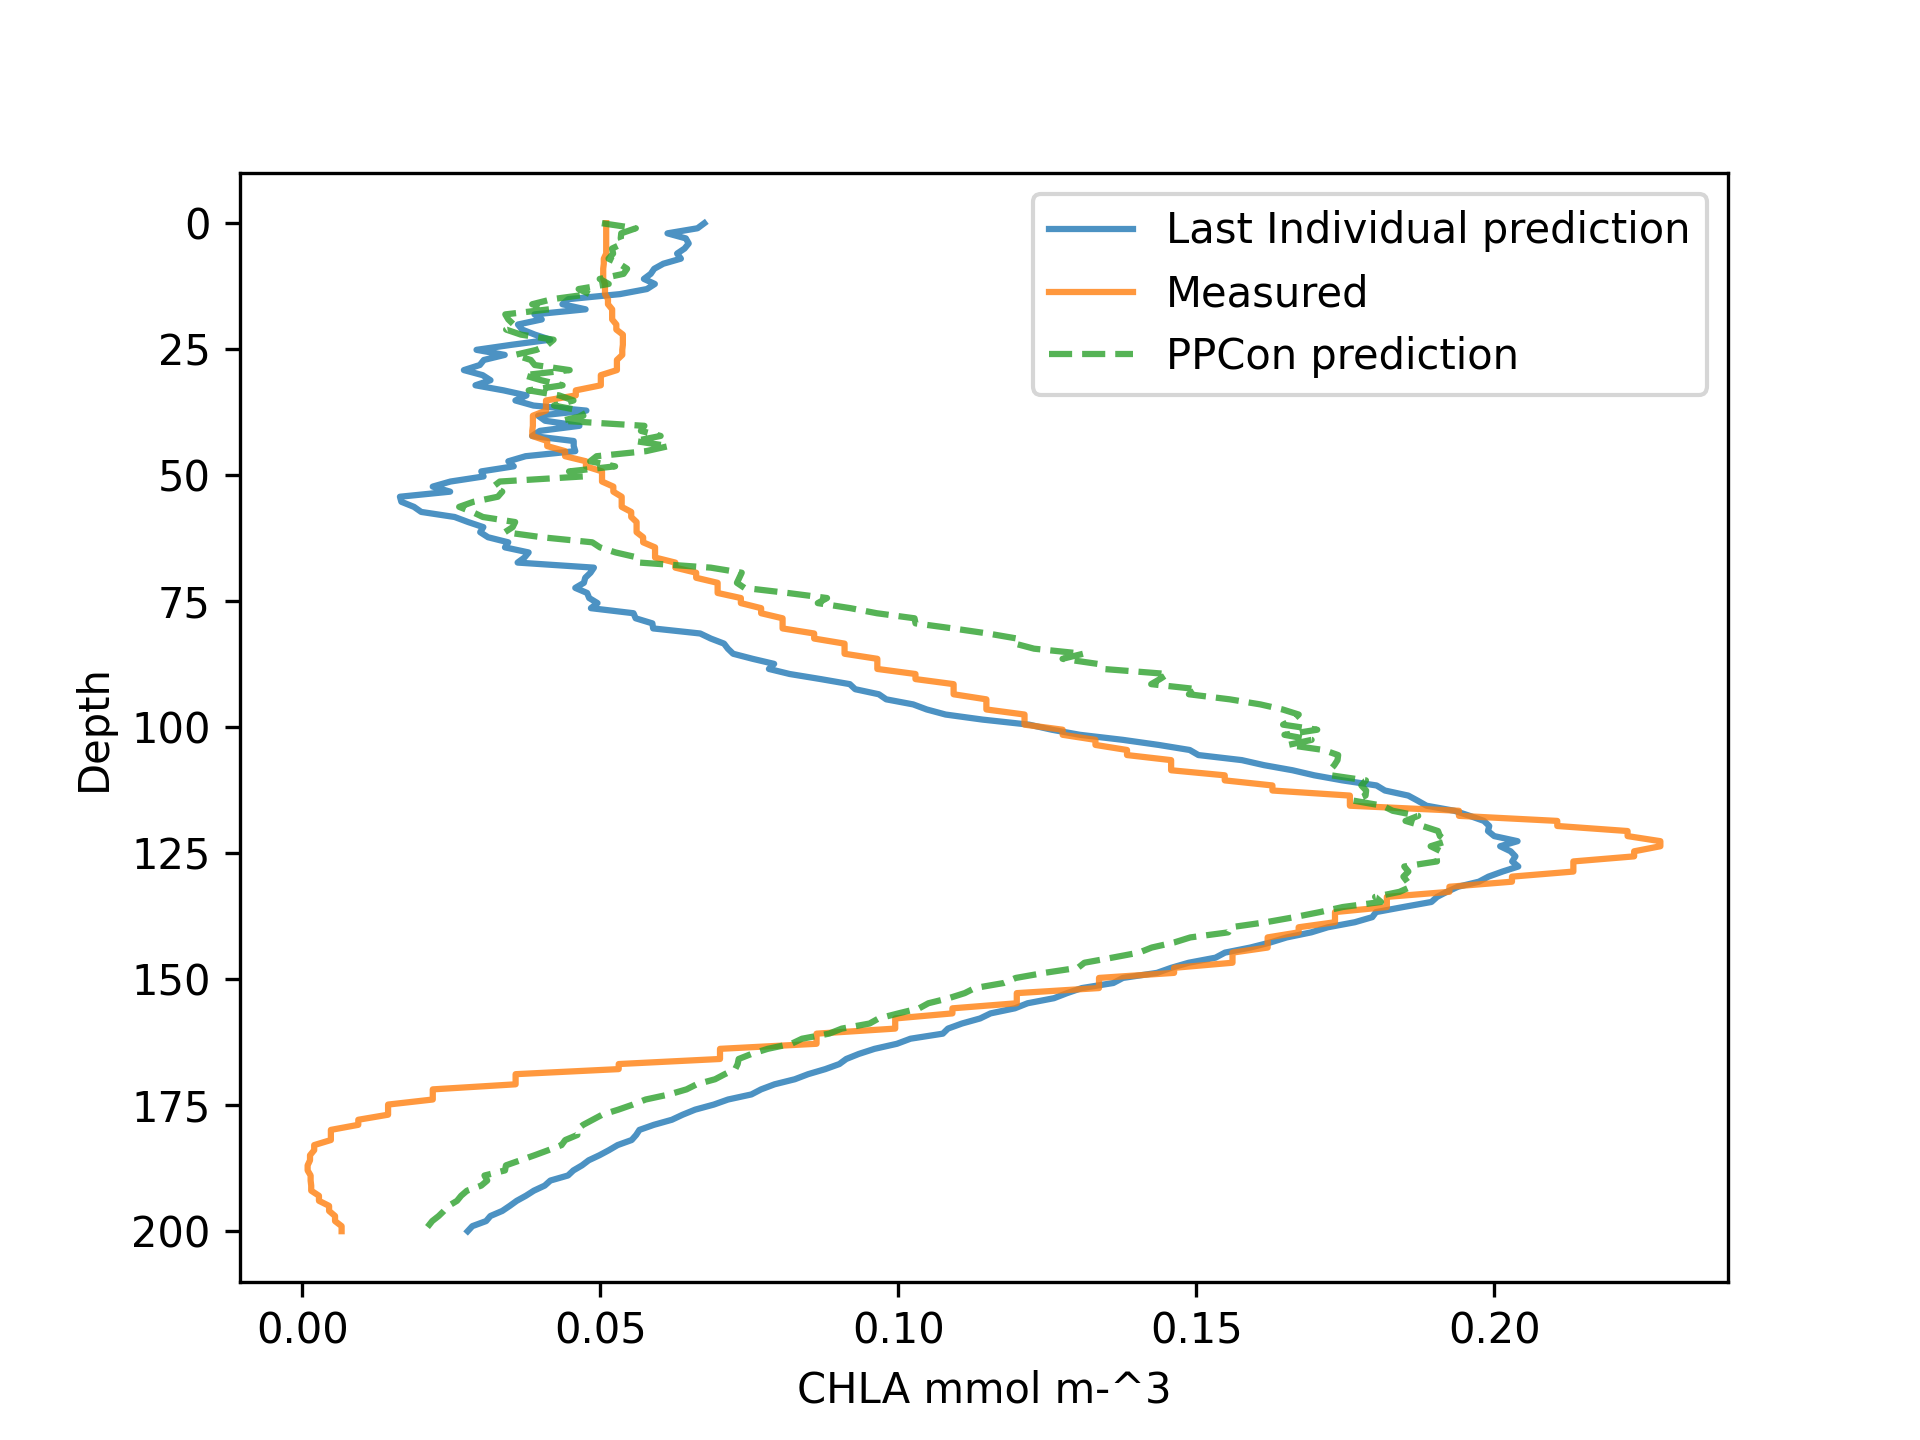 Last Individual prediction
Measured
PPCon prediction
0
25
50
75
100
125
150
175
200
Depth
0.00 0.05 0.10 0.15 0.20
CHLA mmol m-^3